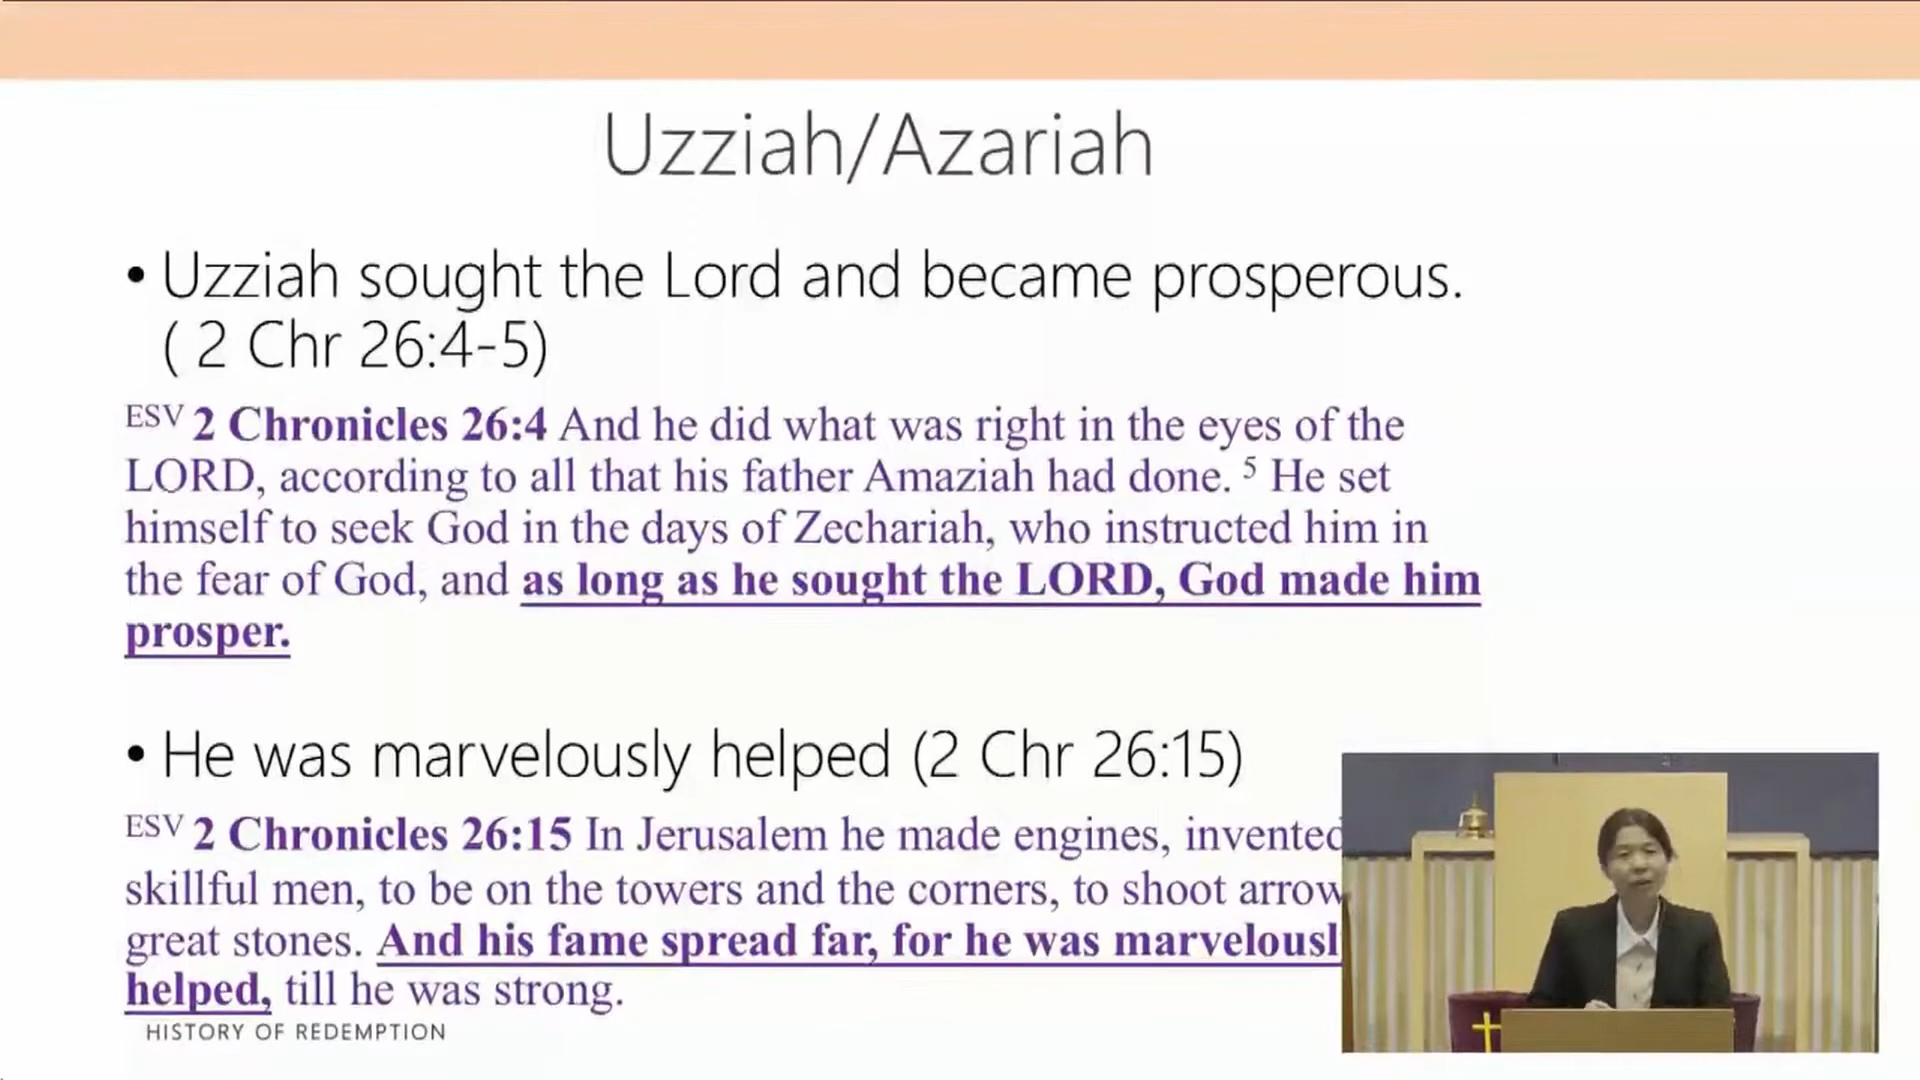 Uzziah/Azariah
• Uzziah sought the Lord and became prosperous.
( 2 Chr 26:4-5)
ESV 2 Chronicles 26:4 And he did what was right in the eyes of the
LORD, according to all that his father Amaziah had done. 5 He set
himself to seek God in the days of Zechariah, who instructed him in
the fear of God, and as long as he sought the LORD, God made him
prosper.
• He was marvelously helped (2 Chr 26:15)
ESV 2 Chronicles 26:15 In Jerusalem he made engines, invented
skillful men, to be on the towers and the corners, to shoot arrow
great stones. And his fame spread far, for he was marvelousl
helped, till he was strong.
HISTORY OF REDEMPTION